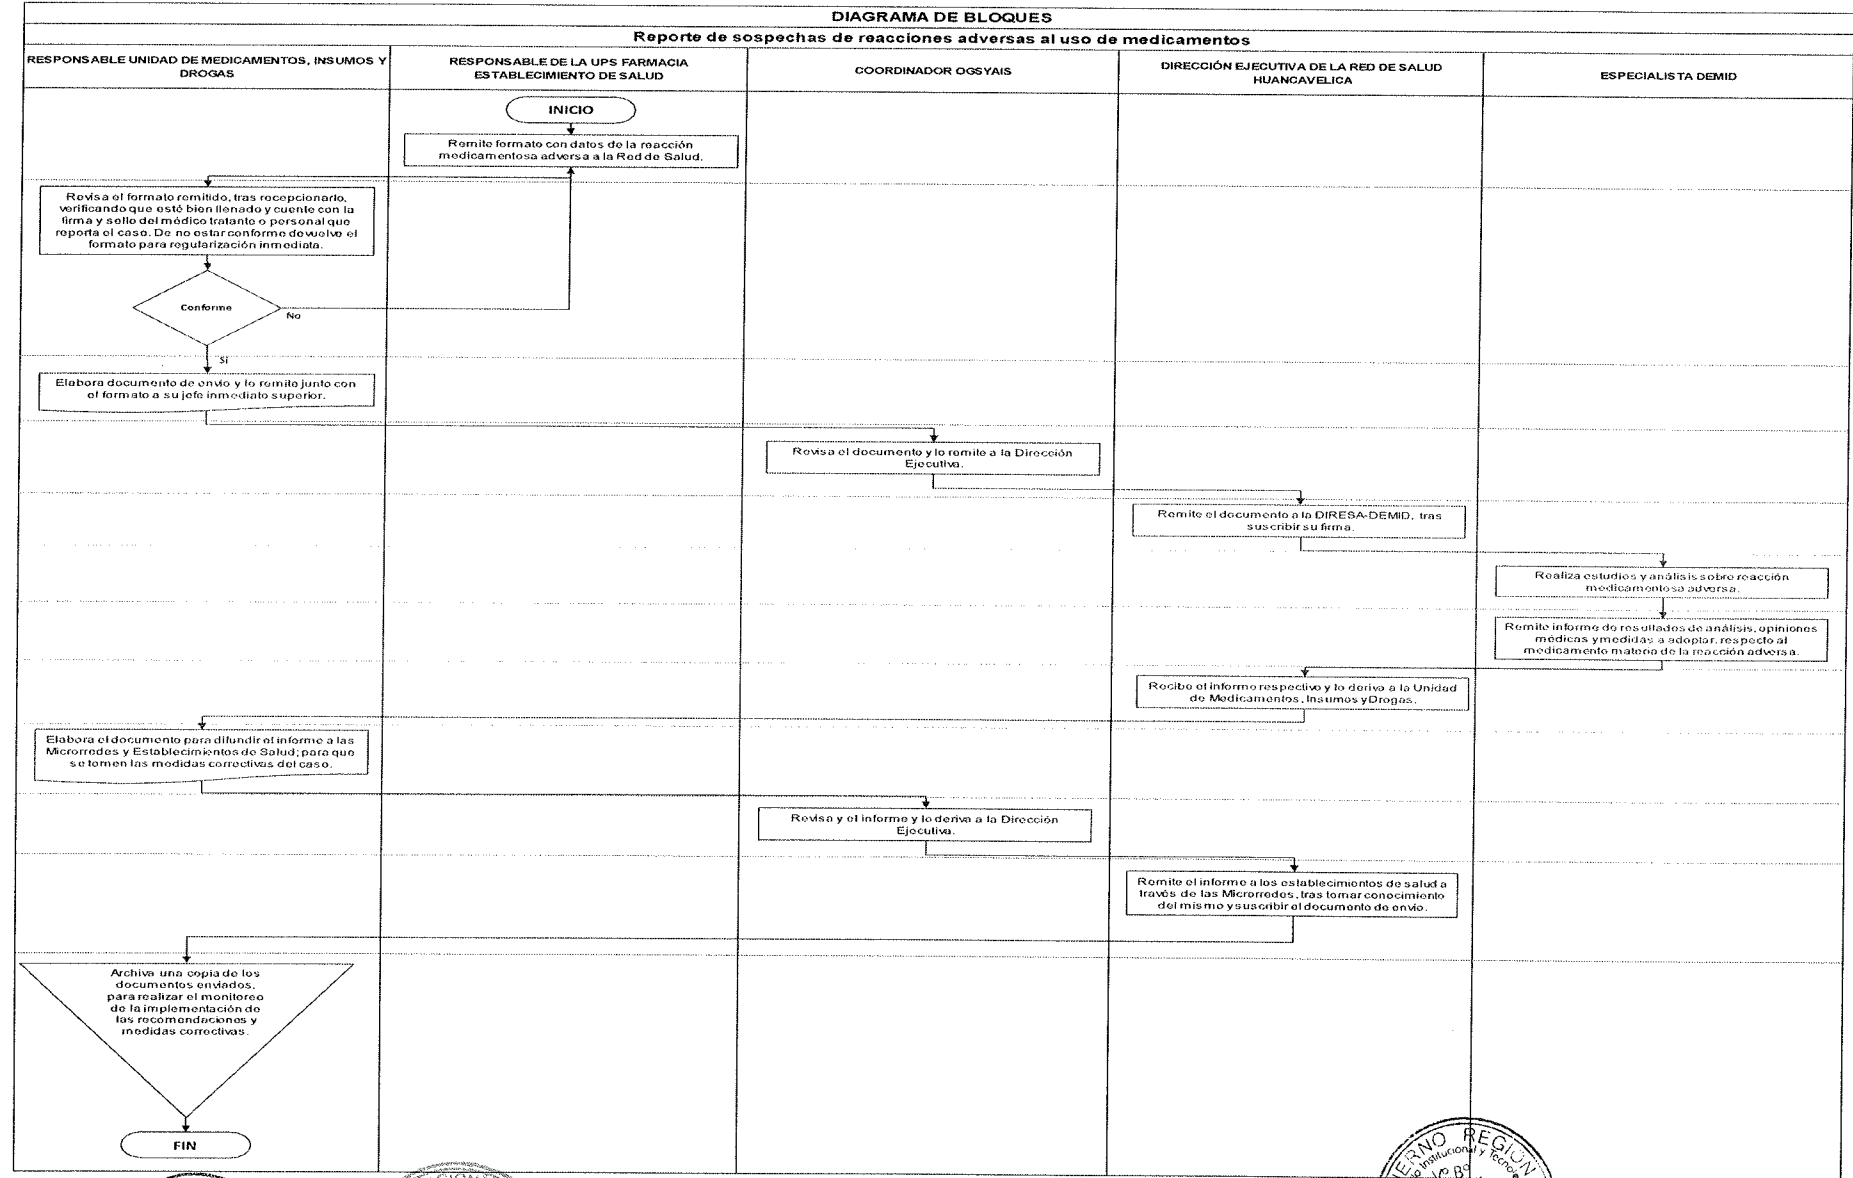 DIAGRAMA DE BLOQUES
Reporte de sospechas de reacciones adversas al uso de medicamentos
RESPONSABLE UNIDAD DE MEDICAMENTOS, INSUMOS Y
DROGAS
RESPONSABLE DE LA UPS FARMACIA
ESTABLECIMIENTO DE SALUD
COORDINADOR OGSYAIS
DIRECCIÓN EJECUTIVA DE LA RED DE SALUD
HUANCAVELICA
ESPECIALISTA DEMID
INICIO
Remite formato con datos de la reacción
medicamentosa adversa a la Red de Salud.
Revisa el formato remitido, tras recepcionarlo,
verificando que esté bien llenado y cuente con la
firma y sello del médico tratante o personal que
reporta el caso. De no estar conforme devuelve el
formato para regularización inmediata.
Conforme
No
Si
Elabora documento de envío y lo remite junto con
el formato a su jefe inmediato superior.
Revisa el documento y lo remite a la Dirección
Ejecutiva.
Remite el documento a la DIRESA-DEMID, tras
suscribir su firma.
Realiza estudios y análisis sobre reacción
medicamentosa adversa.
Remite informe de resultados de análisis, opiniones
médicas y medidas a adoptar, respecto al
medicamento materia de la reacción adversa.
Recibe el informe respectivo y lo deriva a la Unidad
de Medicamentos, Insumos y Drogas.
Elabora el documento para difundir el informe a las
Microrredes y Establecimientos de Salud; para que
se tomen las medidas correctivas del caso.
Revisa y el informe y lo deriva a la Dirección
Ejecutiva.
Remite el informe a los establecimientos de salud a
través de las Microrredes, tras tomar conocimiento
del mismo y suscribir el documento de envío.
Archiva una copia de los
documentos enviados,
para realizar el monitoreo
de la implementación de
las recomendaciones y
medidas correctivas.
FIN
ERNO REGION
Institucional y Tecno
Vº Bº